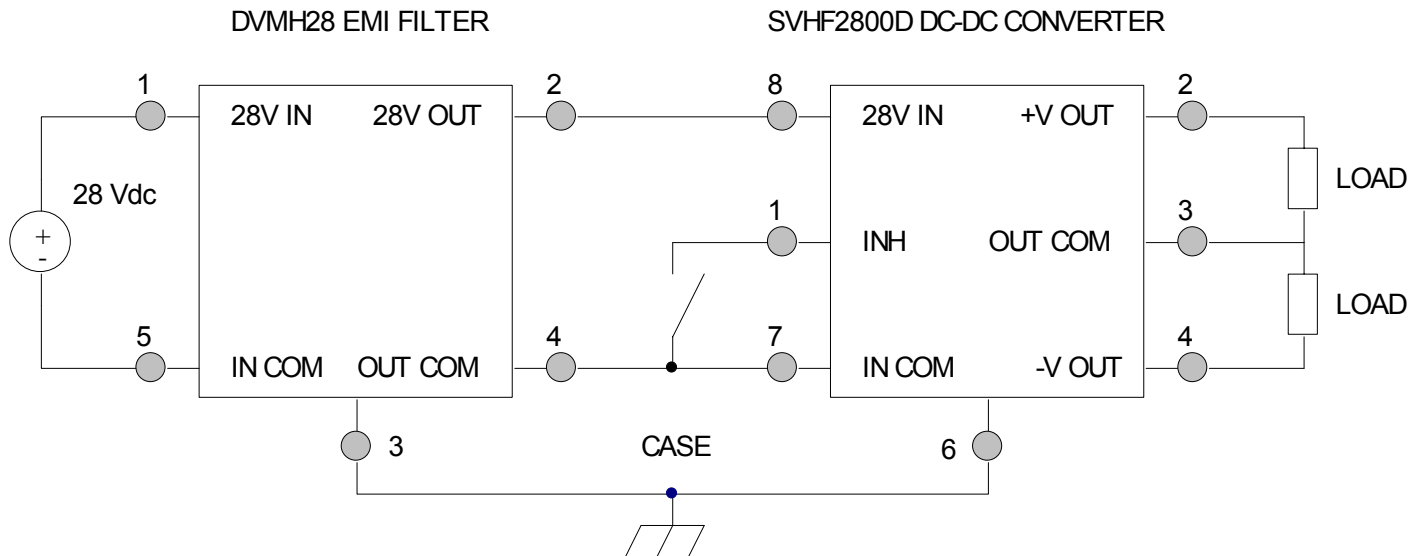 DVMH28 EMI FILTER SVHF2800D DC-DC CONVERTER
1 2 8 2
28V IN 28V OUT 28V IN +V OUT
28 Vdc LOAD
1 3
+ INH OUT COM
-
LOAD
5 4 7 4
IN COM OUT COM IN COM -V OUT
3 CASE 6